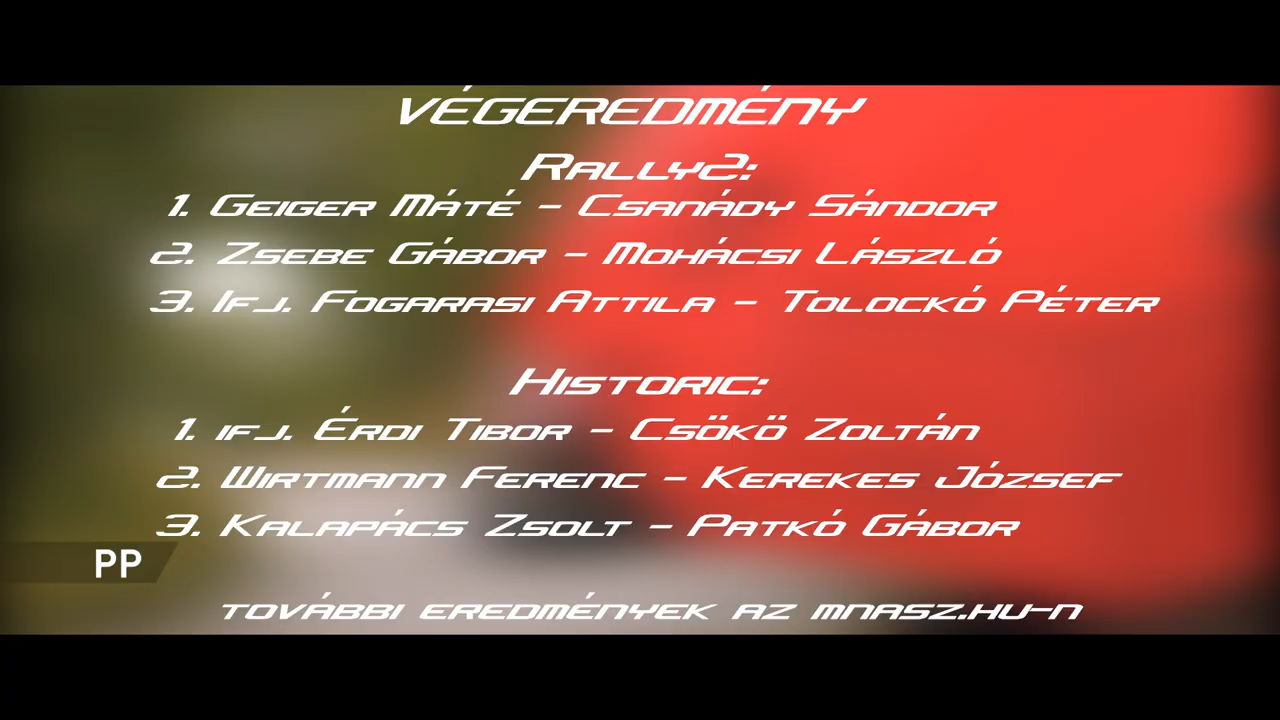 VÉGEREDMÉNY
Rally2:
1. Geiger Máté - Csanády Sándor
2. Zsebe Gábor - Mohácsi László
3. Ifj. Fogarasi Attila - Tolockó Péter
Historic:
1. ifj. Érdi Tibor - Csökö Zoltán
2. Wirtmann Ferenc - Kerekes József
3. Kalapács Zsolt - Patkó Gábor
PP
további eredmények az mnasz.hu-n